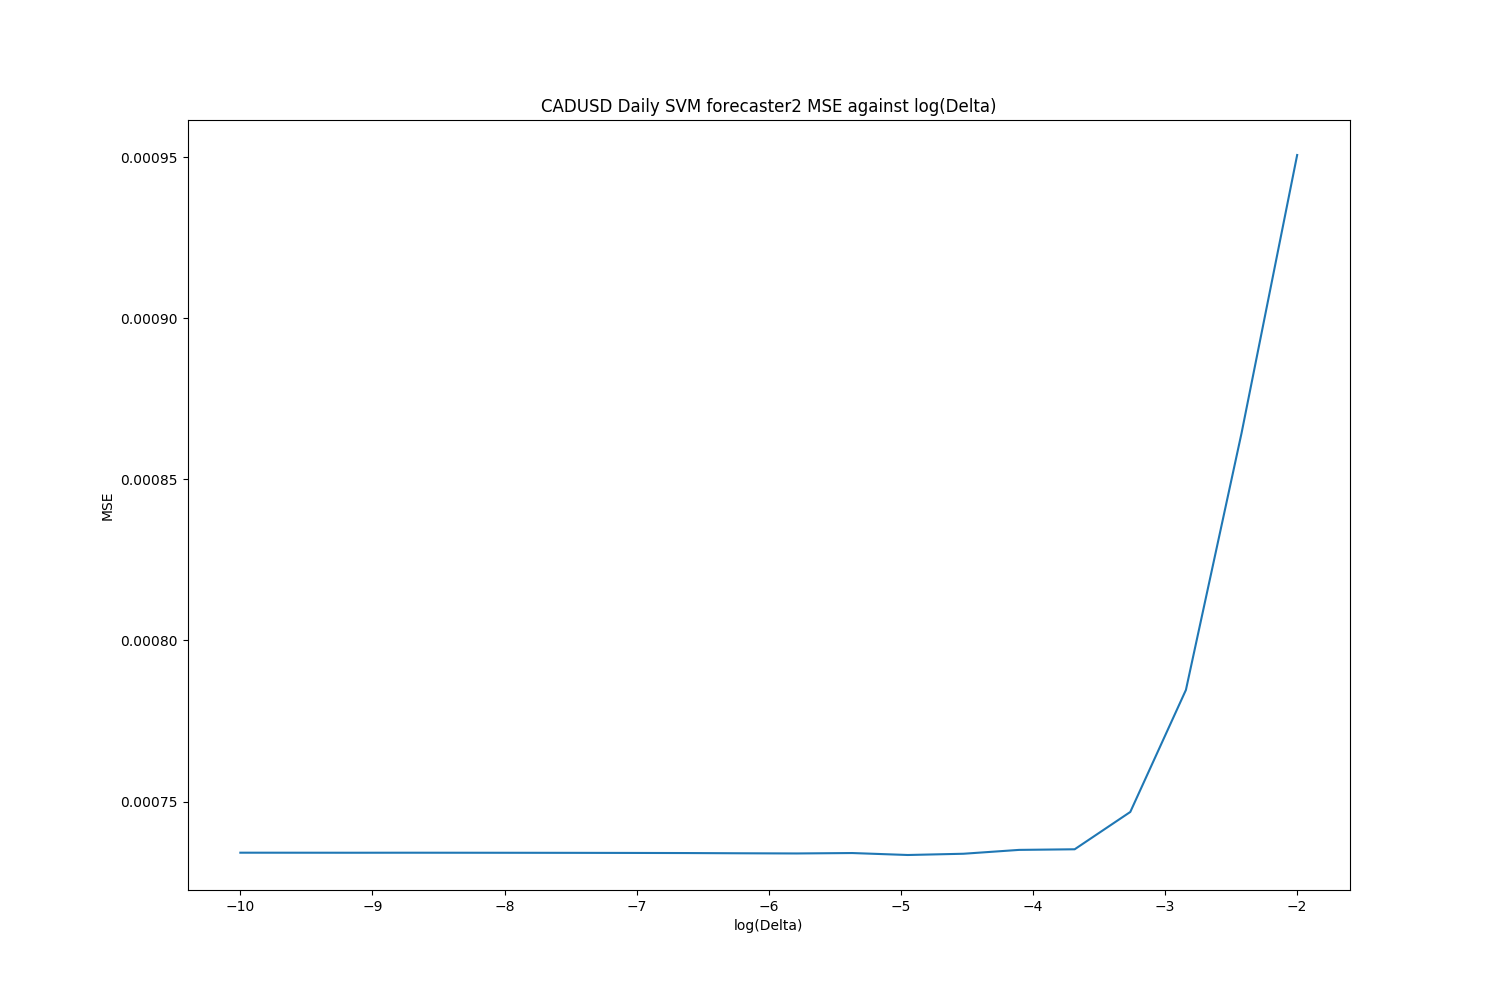 CADUSD Daily SVM forecaster2 MSE against log(Delta)
0.00095
0.00090
0.00085
0.00080
0.00075
MSE
−10 −9 −8 −7 −6 −5 −4 −3 −2
log(Delta)